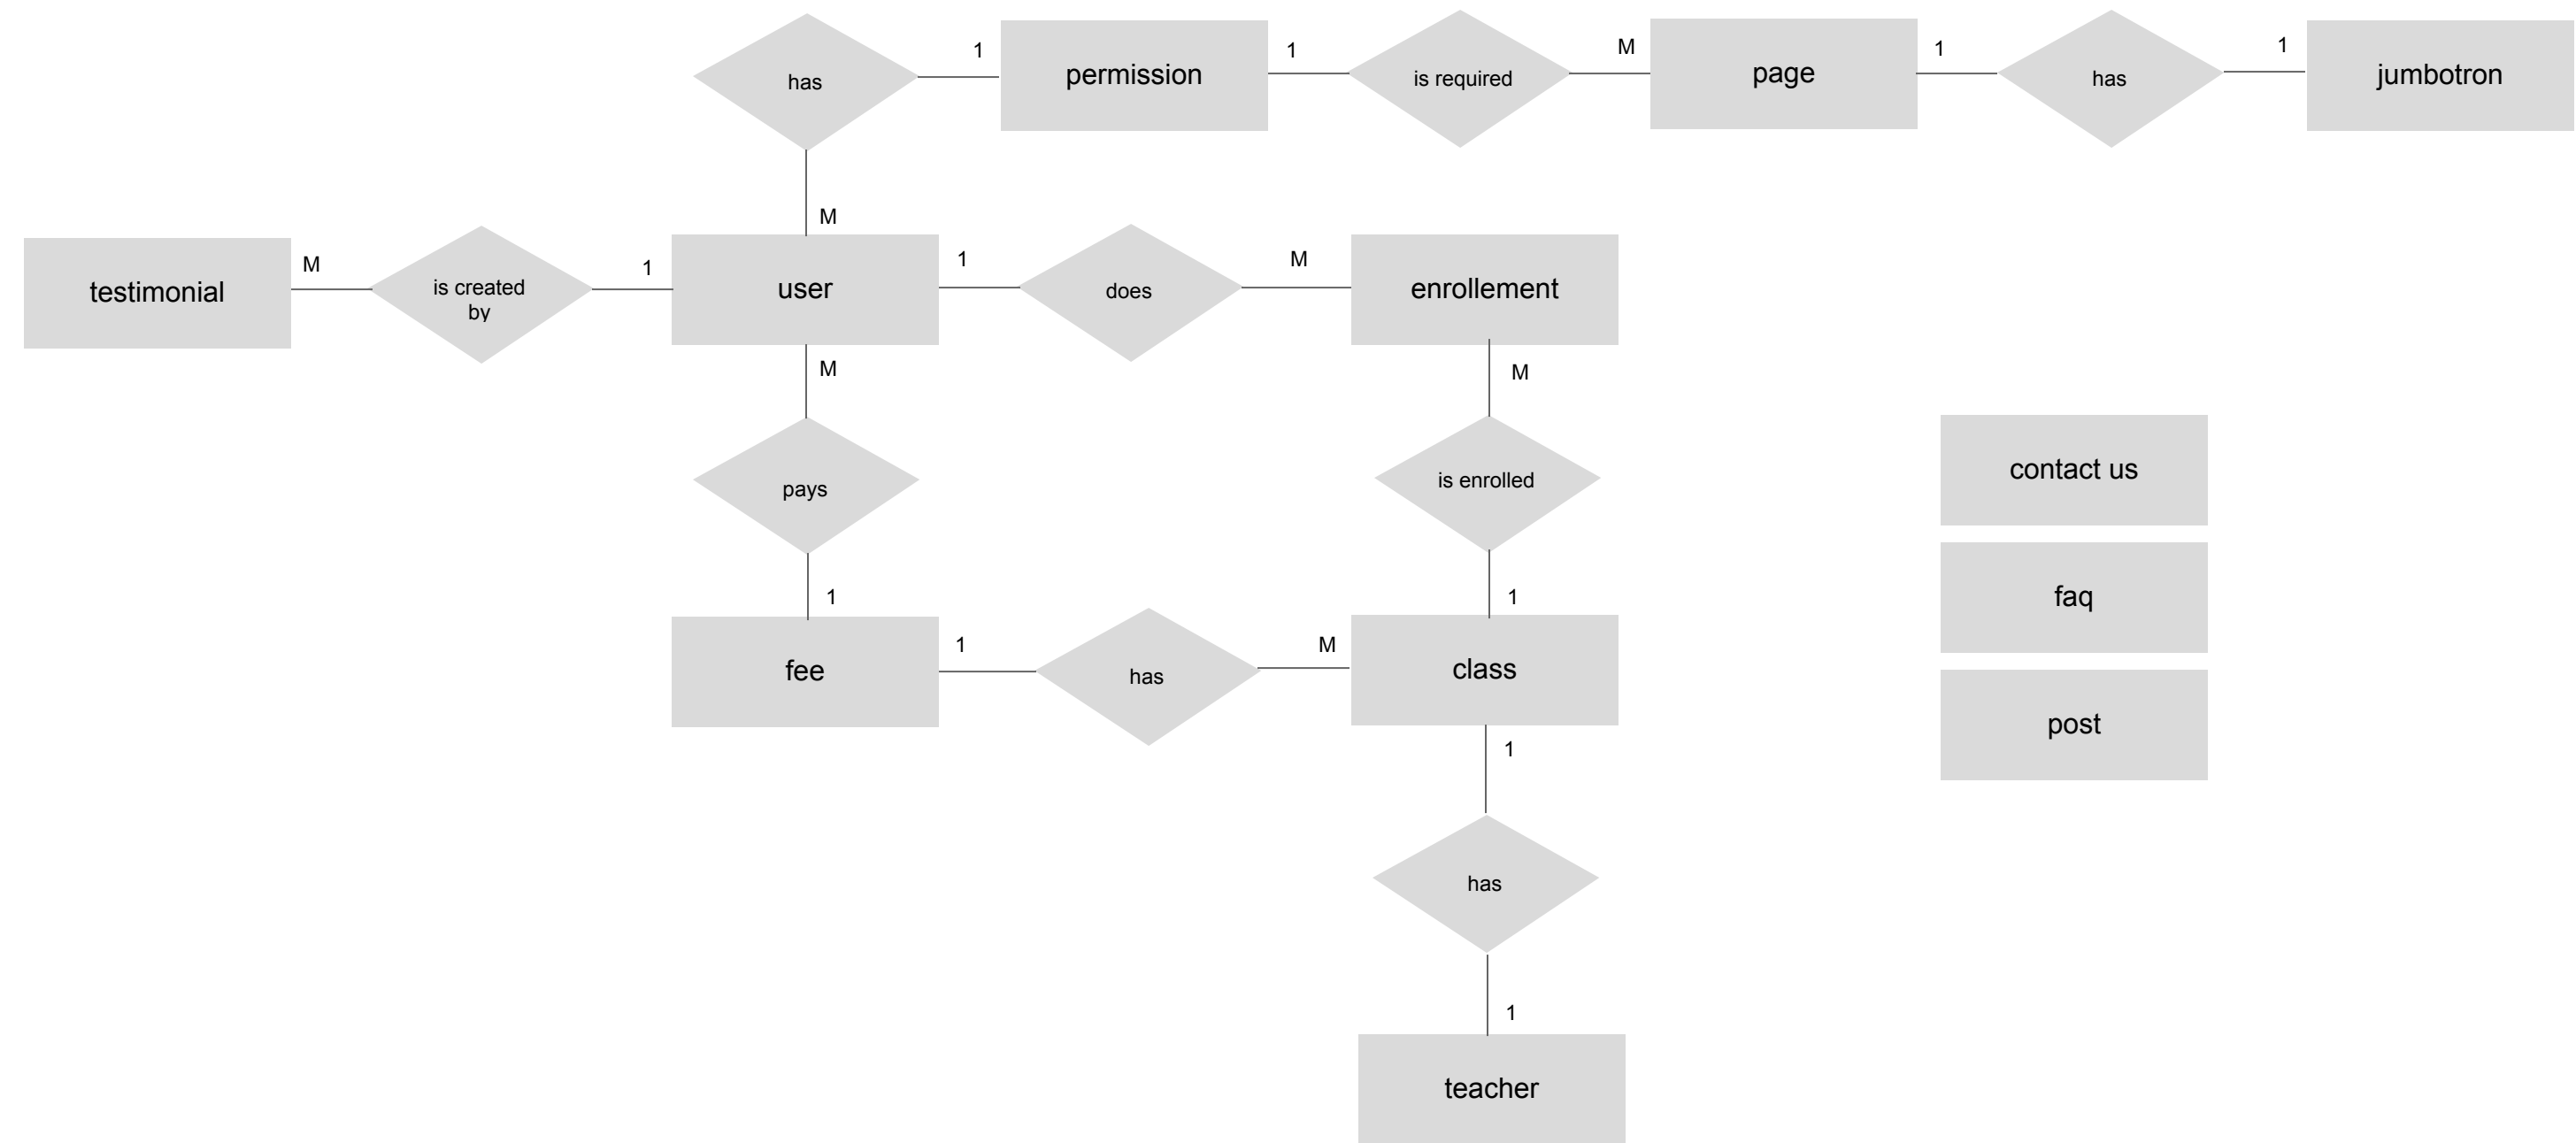 has
1
permission
1
is required
M
page
1
has
1
jumbotron
M
testimonial
M
is created
by
1
user
1
does
M
enrollement
M
pays
1
M
is enrolled
1
fee
1
has
M
class
1
has
1
teacher
contact us
faq
post